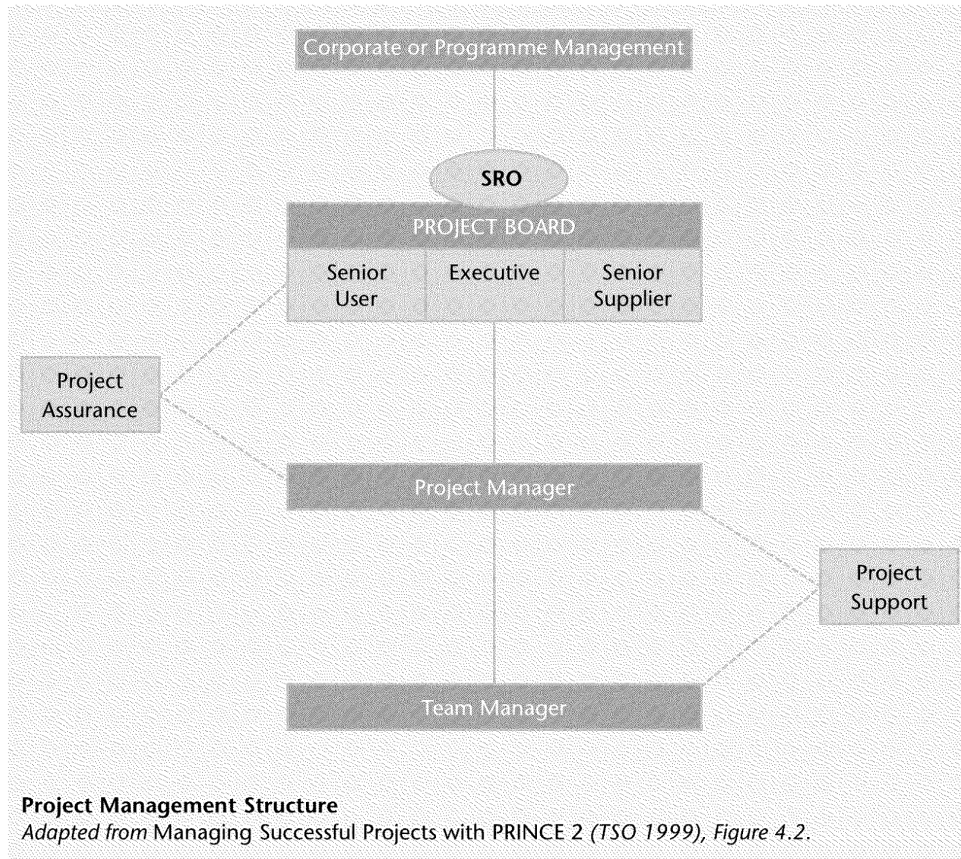 Corporate or Programme Management
SRO
PROJECT BOARD
Senior
User
Executive
Senior
Supplier
Project
Assurance
Project Manager
Project
Support
Team Manager
Project Management Structure
Adapted from Managing Successful Projects with PRINCE 2 (TSO 1999), Figure 4.2.